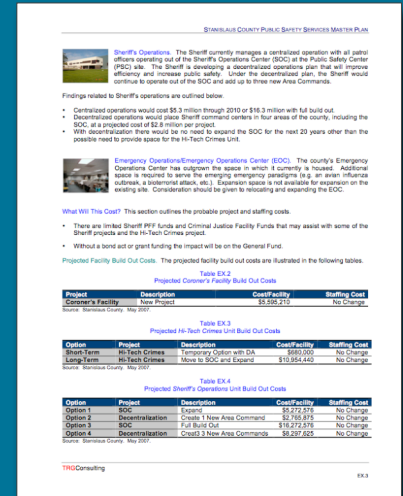 STANISLAUS COUNTY PUBLIC SAFETY SERVICES MASTER PLAN
Sheriff's Operations. The Sheriff currently manages a centralized operation with all patrol
officers operating out of the Sheriff's Operations Center (SOC) at the Public Safety Center
(PSC) site. The Sheriff is developing a decentralized operations plan that will improve
efficiency and increase public safety. Under the decentralized plan, the Sheriff would
continue to operate out of the SOC and add up to three new Area Commands.
Findings related to Sheriff's operations are outlined below.
• Centralized operations would cost $5.3 million through 2010 or $16.3 million with full build out.
• Decentralized operations would place Sheriff command centers in four areas of the county, including the
SOC, at a projected cost of $2.8 million per project.
• With decentralization there would be no need to expand the SOC for the next 20 years other than the
possible need to provide space for the Hi-Tech Crimes Unit.
Emergency Operations/Emergency Operations Center (EOC). The county's Emergency
Operations Center has outgrown the space in which it currently is housed. Additional
space is required to serve the emerging emergency paradigms (e.g. an avian influenza
outbreak, a bioterrorist attack, etc.). Expansion space is not available for expansion on the
existing site. Consideration should be given to relocating and expanding the EOC.
What Will This Cost? This section outlines the probable project and staffing costs.
• There are limited Sheriff PFF funds and Criminal Justice Facility Funds that may assist with some of the
Sheriff projects and the Hi-Tech Crimes project.
• Without a bond act or grant funding the impact will be on the General Fund.
Projected Facility Build Out Costs. The projected facility build out costs are illustrated in the following tables.
Table EX.2
Projected Coroner's Facility Build Out Costs
Project Description Cost/Facility Staffing Cost
Coroner's Facility New Project $5,595,210 No Change
Source: Stanislaus County. May 2007.
Table EX.3
Projected Hi-Tech Crimes Unit Build Out Costs
Option Project Description Cost/Facility Staffing Cost
Short-Term Hi-Tech Crimes Temporary Option with DA $680,000 No Change
Long-Term Hi-Tech Crimes Move to SOC and Expand $10,954,440 No Change
Source: Stanislaus County. May 2007.
Table EX.4
Projected Sheriff's Operations Unit Build Out Costs
Option Project Description Cost/Facility Staffing Cost
Option 1 SOC Expand $5,272,576 No Change
Option 2 Decentralization Create 1 New Area Command $2,765,875 No Change
Option 3 SOC Full Build Out $16,272,576 No Change
Option 4 Decentralization Creat3 3 New Area Commands $8,297,625 No Change
Source: Stanislaus County. May 2007.
TRGConsulting
EX.3